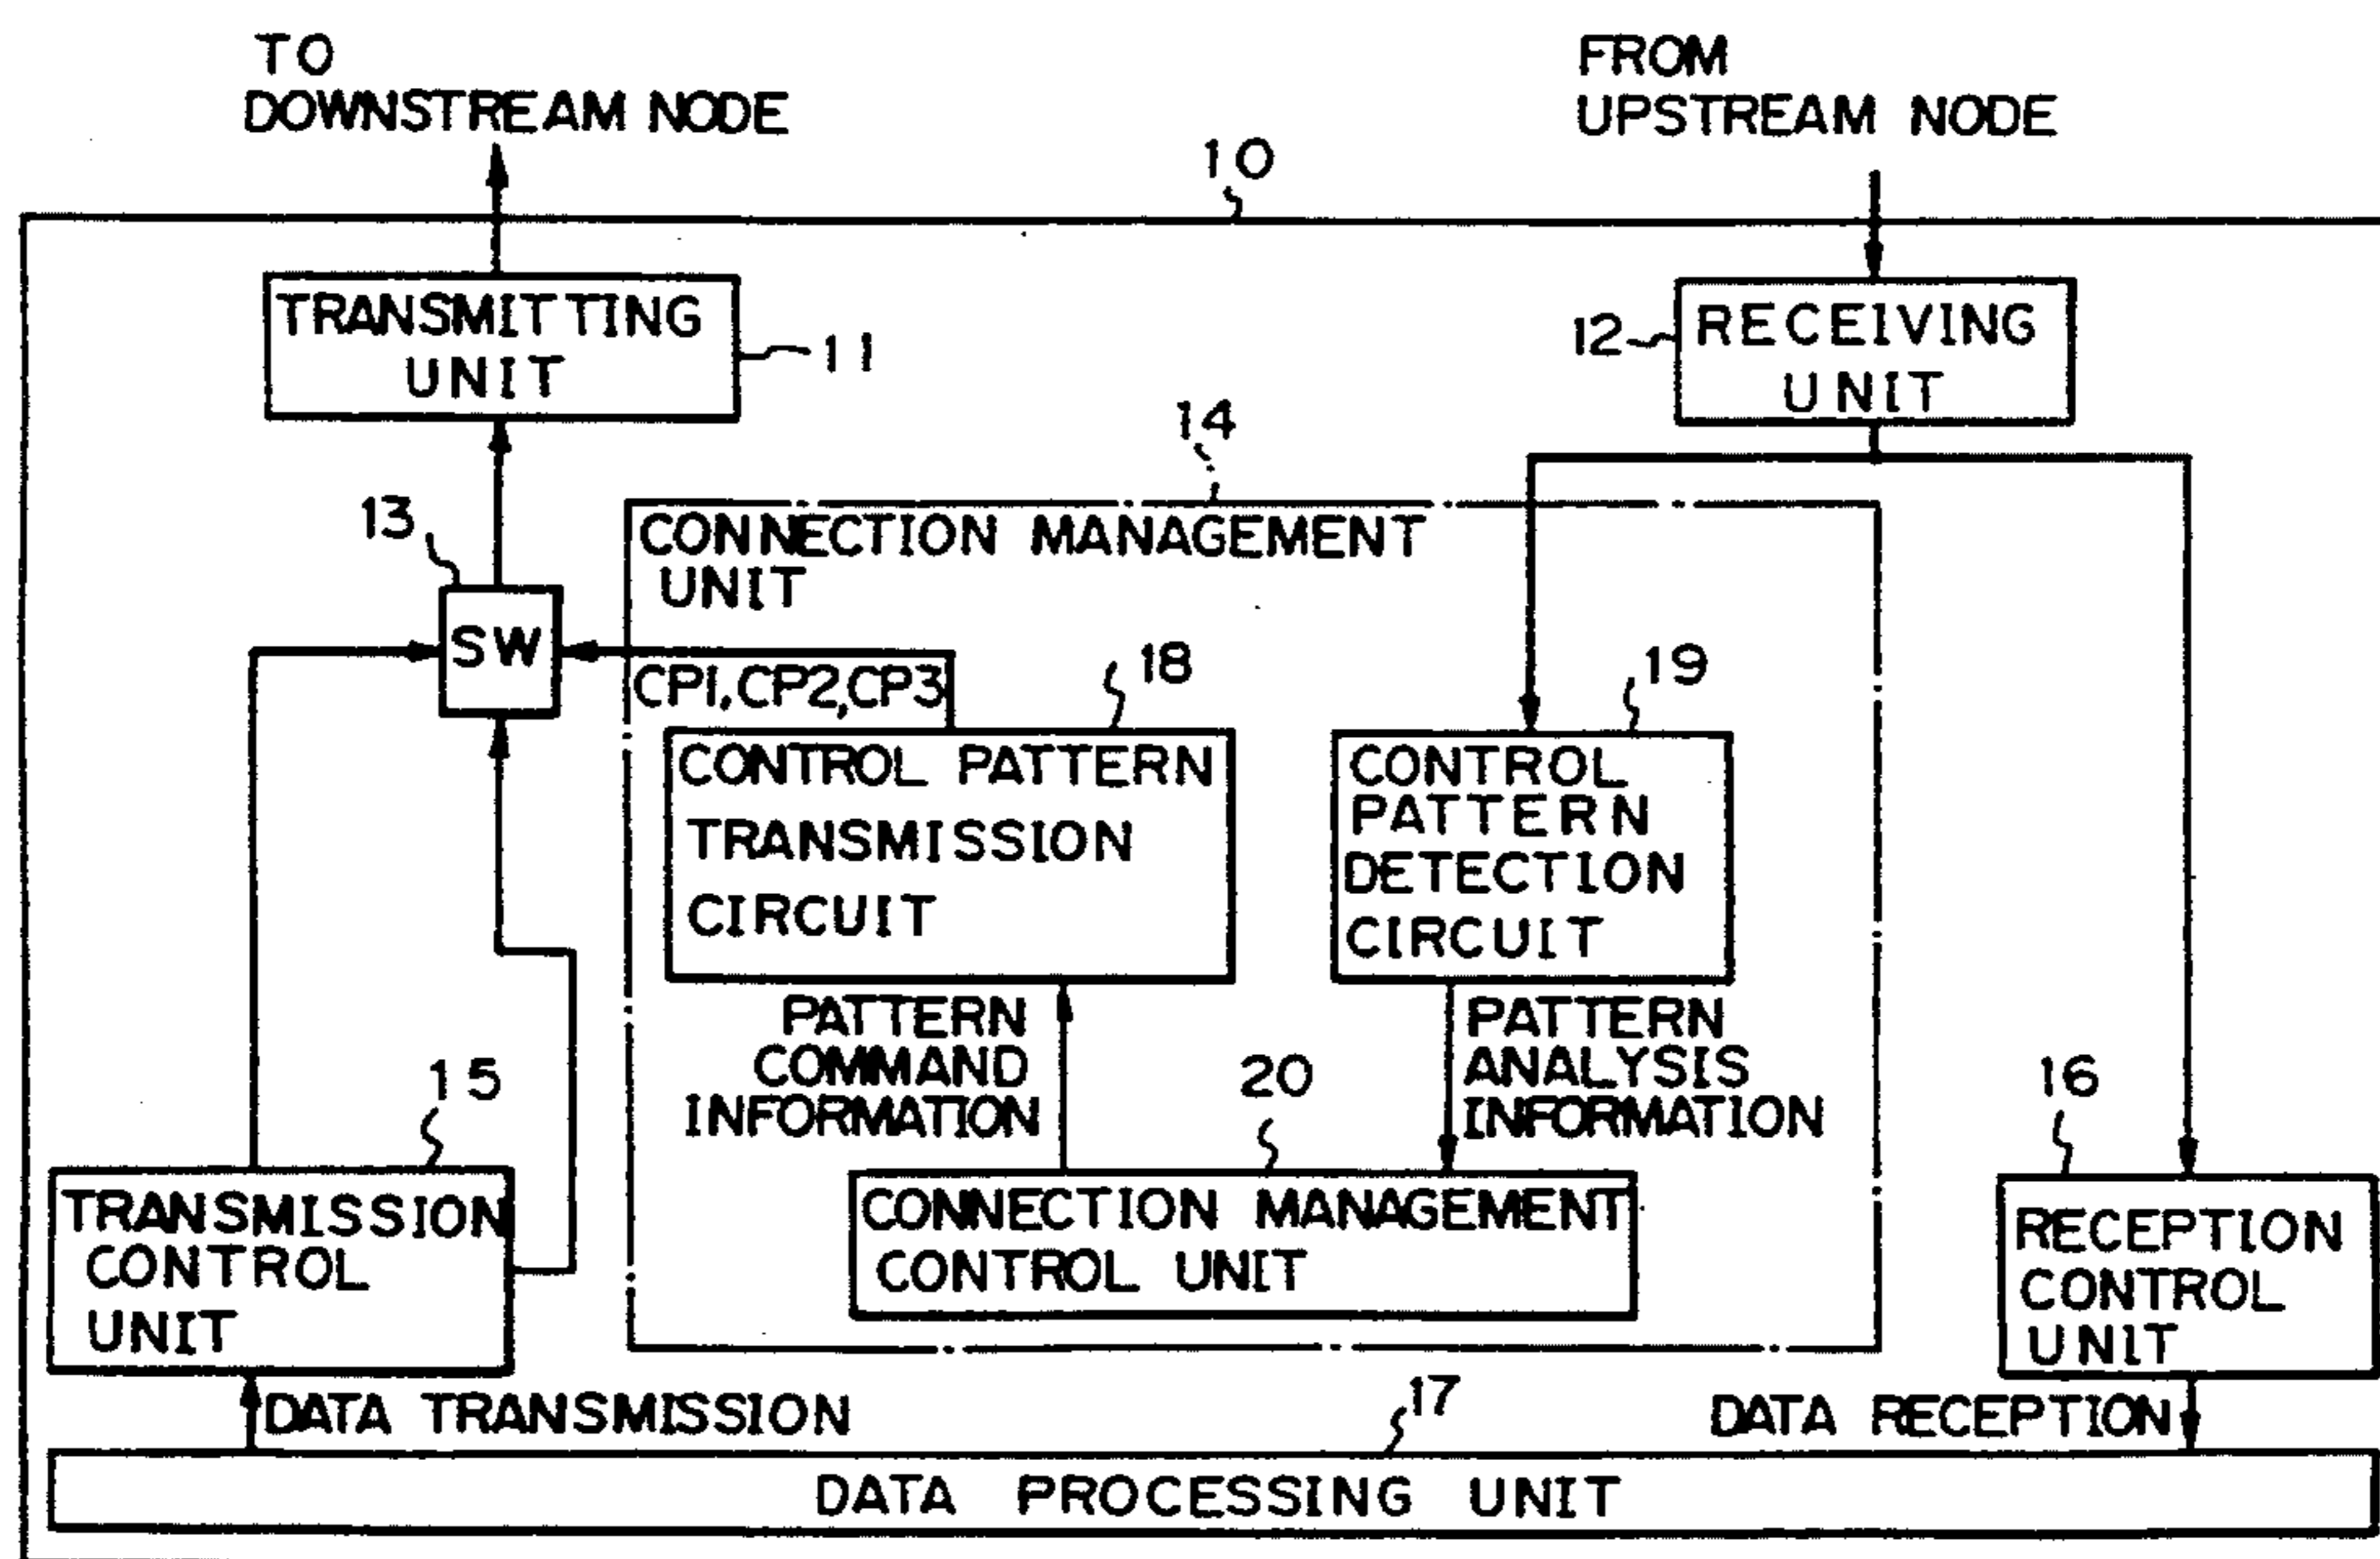 TO
DOWNSTREAM NODE
FROM
UPSTREAM NODE
10
TRANSMITTING
UNIT
11
12
RECEIVING
UNIT
14
13
CONNECTION MANAGEMENT
UNIT
SW
CP1, CP2, CP3
18
19
CONTROL PATTERN
TRANSMISSION
CIRCUIT
CONTROL
PATTERN
DETECTION
CIRCUIT
PATTERN
COMMAND
INFORMATION
PATTERN
ANALYSIS
INFORMATION
15
20
16
TRANSMISSION
CONTROL
UNIT
CONNECTION MANAGEMENT
CONTROL UNIT
RECEPTION
CONTROL
UNIT
DATA TRANSMISSION
17
DATA RECEPTION
DATA PROCESSING UNIT